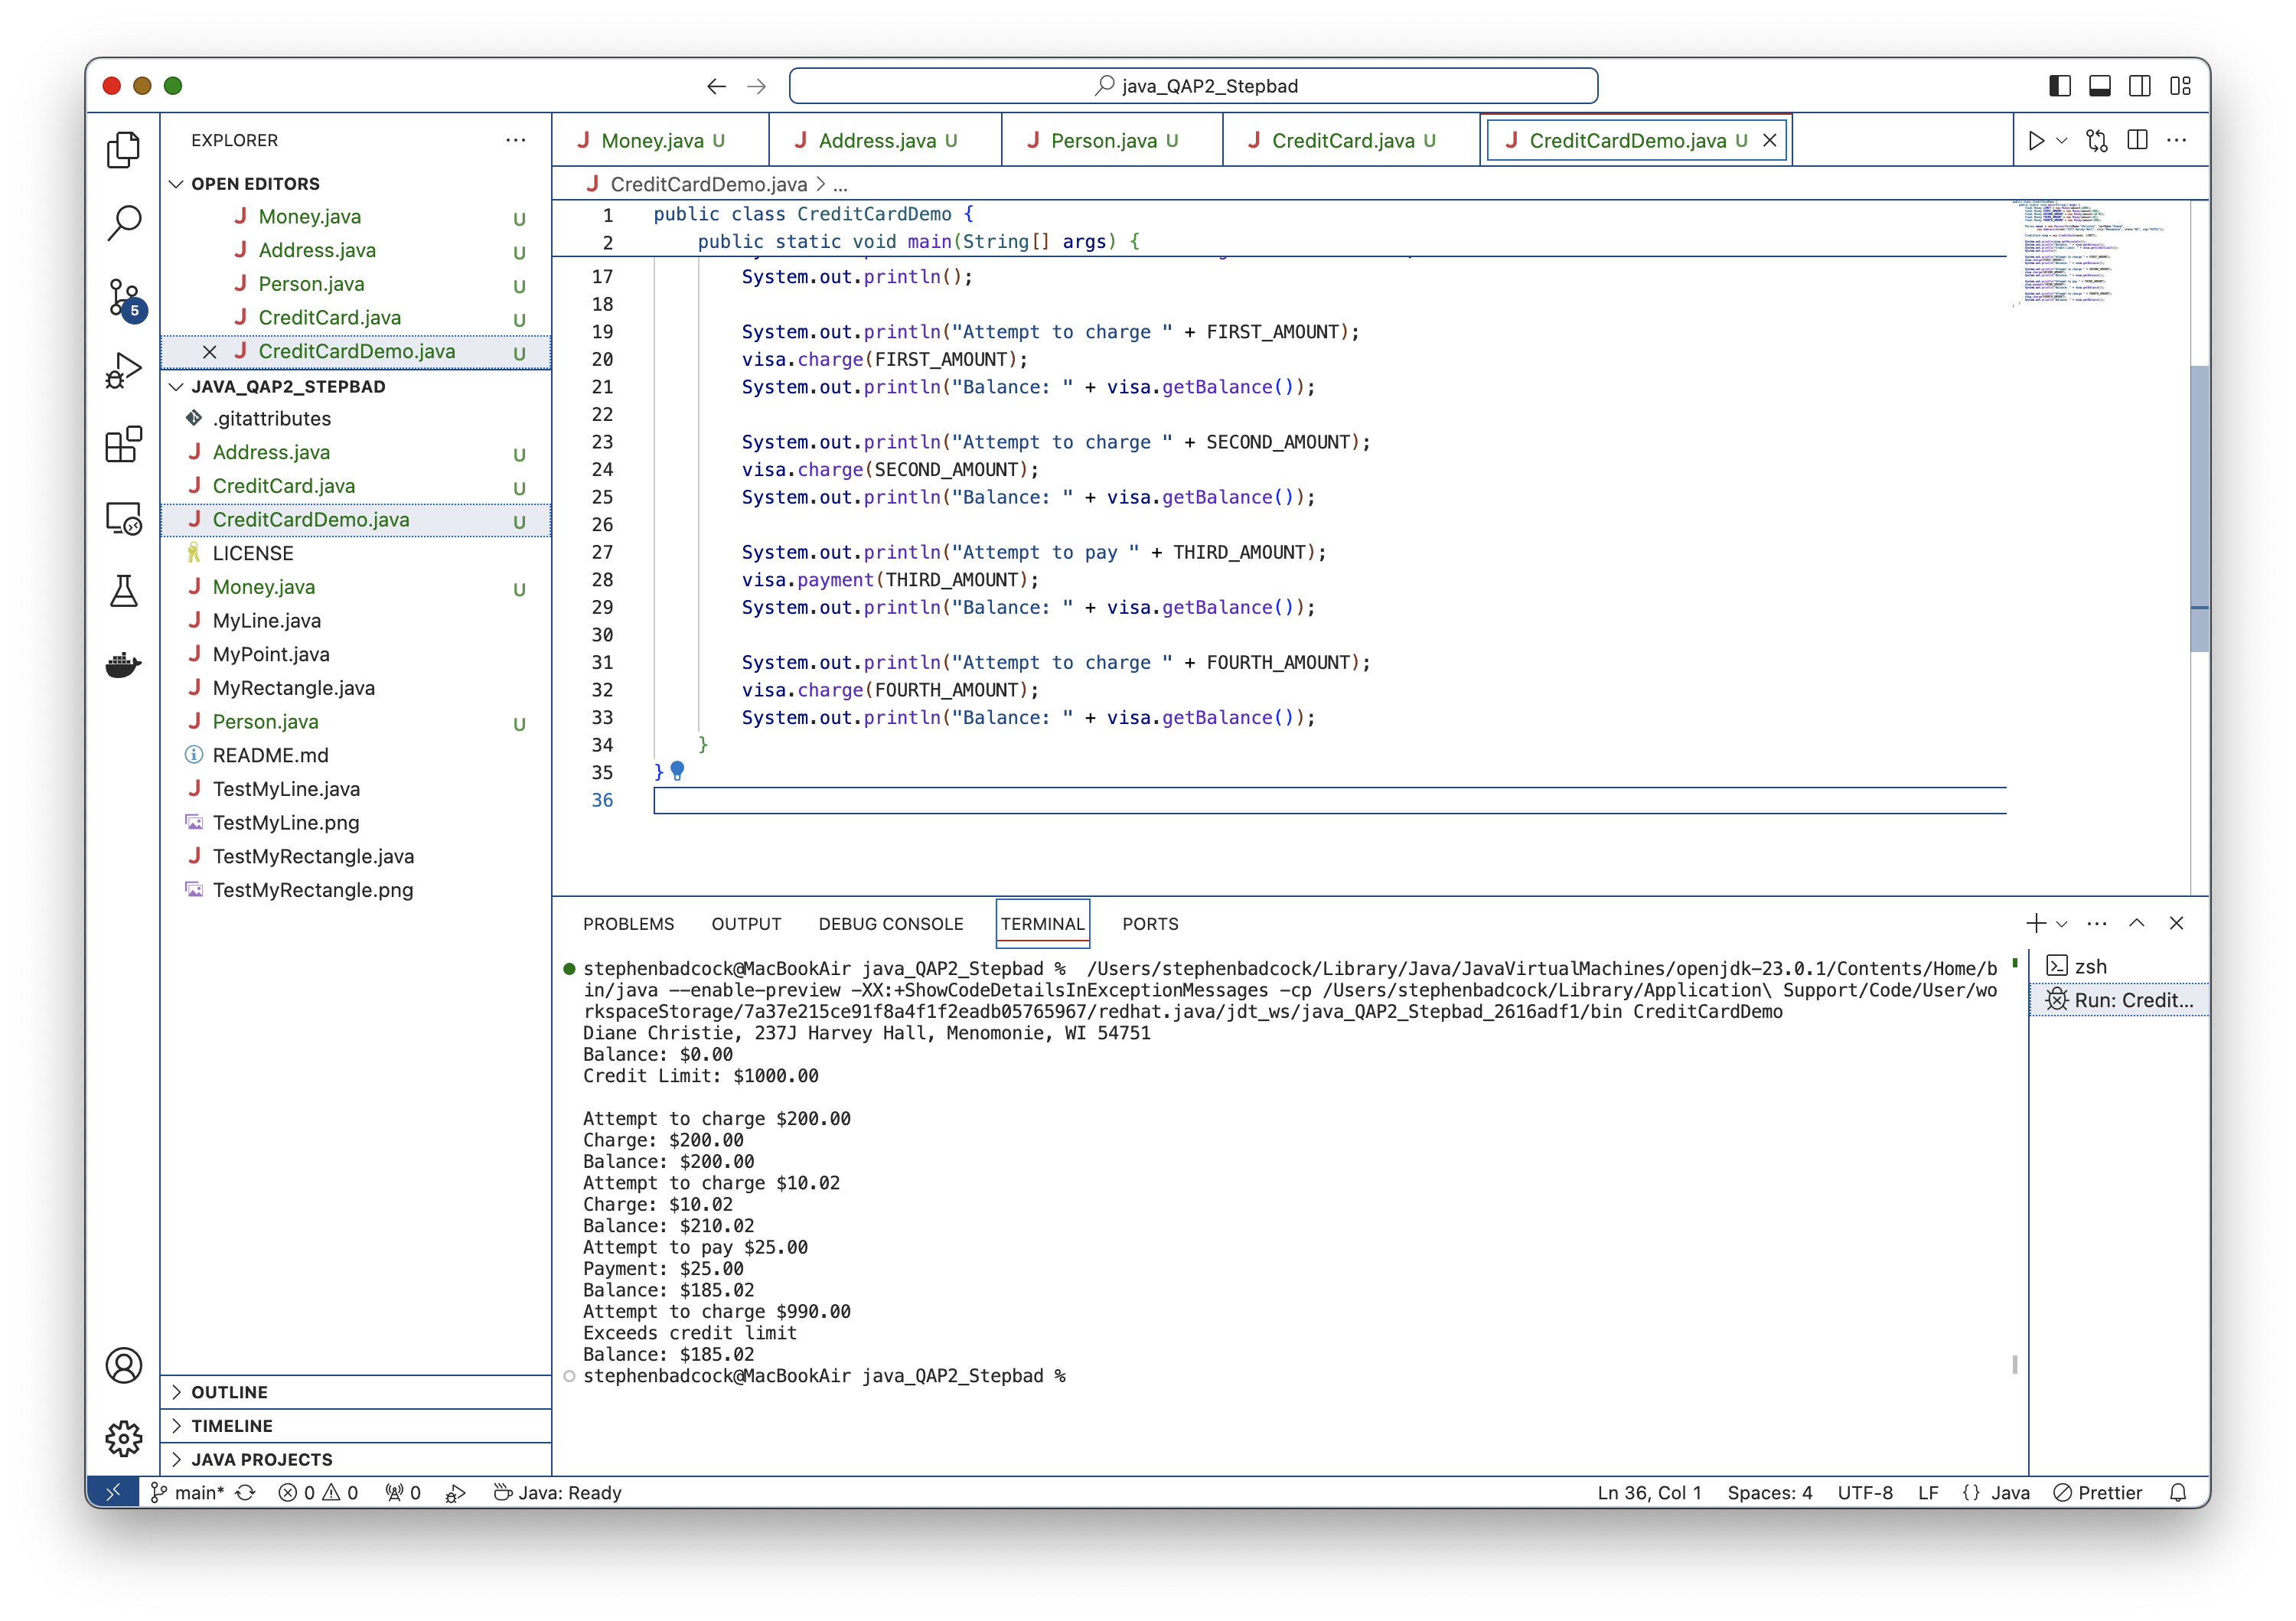 java_QAP2_Stepbad
EXPLORER
OPEN EDITORS
Money.java U
Address.java U
Person.java U
CreditCard.java U
CreditCardDemo.java U
5
JAVA_QAP2_STEPBAD
.gitattributes
Address.java U
CreditCard.java U
CreditCardDemo.java U
LICENSE
Money.java U
MyLine.java
MyPoint.java
MyRectangle.java
Person.java U
README.md
TestMyLine.java
TestMyLine.png
TestMyRectangle.java
TestMyRectangle.png
OUTLINE
TIMELINE
JAVA PROJECTS
Money.java U Address.java U Person.java U CreditCard.java U CreditCardDemo.java U
CreditCardDemo.java > ...
1 public class CreditCardDemo {
2 public static void main(String[] args) {
17 System.out.println();
18
19 System.out.println("Attempt to charge " + FIRST_AMOUNT);
20 visa.charge(FIRST_AMOUNT);
21 System.out.println("Balance: " + visa.getBalance());
22
23 System.out.println("Attempt to charge " + SECOND_AMOUNT);
24 visa.charge(SECOND_AMOUNT);
25 System.out.println("Balance: " + visa.getBalance());
26
27 System.out.println("Attempt to pay " + THIRD_AMOUNT);
28 visa.payment(THIRD_AMOUNT);
29 System.out.println("Balance: " + visa.getBalance());
30
31 System.out.println("Attempt to charge " + FOURTH_AMOUNT);
32 visa.charge(FOURTH_AMOUNT);
33 System.out.println("Balance: " + visa.getBalance());
34 }
35 }
36
PROBLEMS OUTPUT DEBUG CONSOLE TERMINAL PORTS
stephenbadcock@MacBookAir java_QAP2_Stepbad % /Users/stephenbadcock/Library/Java/JavaVirtualMachines/openjdk-23.0.1/Contents/Home/b
in/java --enable-preview -XX:+ShowCodeDetailsInExceptionMessages -cp /Users/stephenbadcock/Library/Application\ Support/Code/User/wo
rkspaceStorage/7a37e215ce91f8a4f1f2eadb05765967/redhat.java/jdt_ws/java_QAP2_Stepbad_2616adf1/bin CreditCardDemo
Diane Christie, 237J Harvey Hall, Menomonie, WI 54751
Balance: $0.00
Credit Limit: $1000.00
Attempt to charge $200.00
Charge: $200.00
Balance: $200.00
Attempt to charge $10.02
Charge: $10.02
Balance: $210.02
Attempt to pay $25.00
Payment: $25.00
Balance: $185.02
Attempt to charge $990.00
Exceeds credit limit
Balance: $185.02
stephenbadcock@MacBookAir java_QAP2_Stepbad %
zsh
Run: Credit...
main* 0 0 0 Java: Ready Ln 36, Col 1 Spaces: 4 UTF-8 LF {} Java Prettier